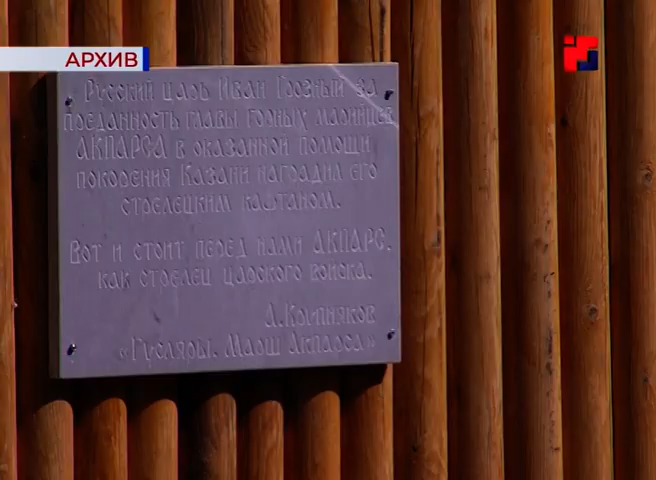 АРХИВ
Русский царь Иван Грозный за
преданность главы горных марийцев
АКПАРСА в оказанной помощи
покорения Казани наградил его
стрелецким кафтаном.
Вот и стоит перед нами АКПАРС,
как стрелец царского войска.
А.Крупняков
«Гусляры. Марш Акпарса»